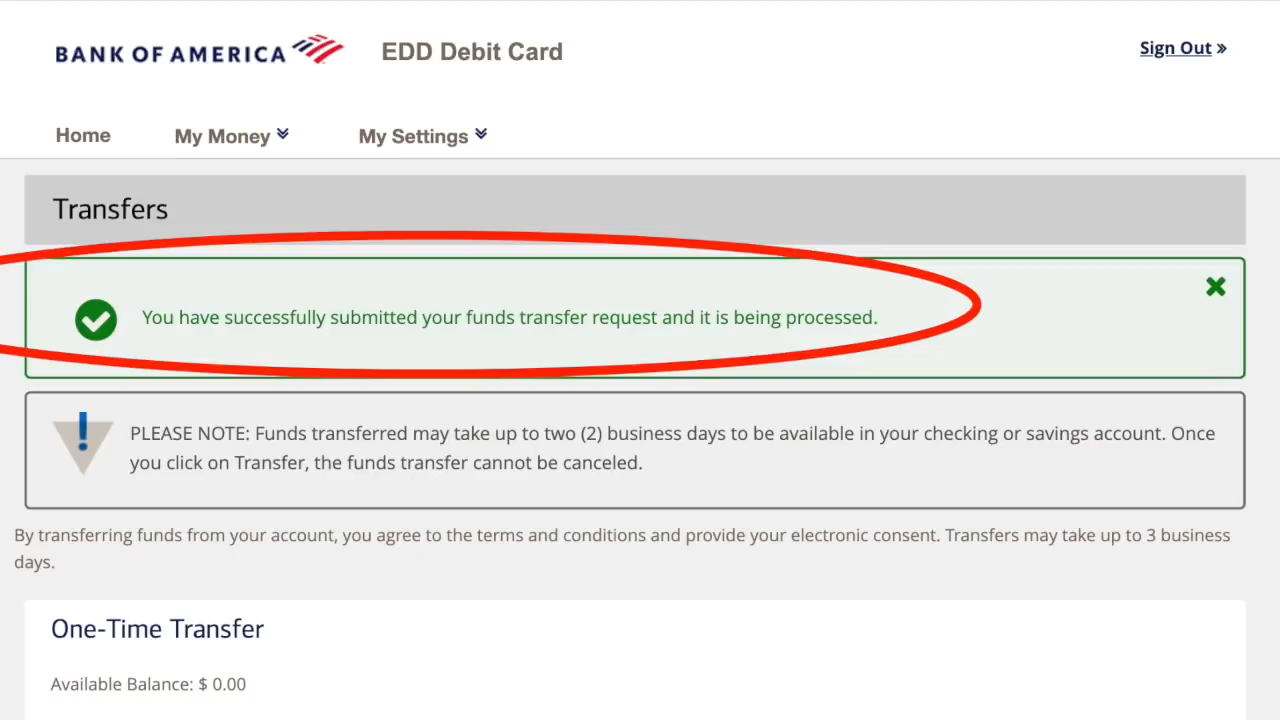 BANK OF AMERICA EDD Debit Card Sign Out »
Home My Money My Settings
Transfers
You have successfully submitted your funds transfer request and it is being processed.
PLEASE NOTE: Funds transferred may take up to two (2) business days to be available in your checking or savings account. Once
you click on Transfer, the funds transfer cannot be canceled.
By transferring funds from your account, you agree to the terms and conditions and provide your electronic consent. Transfers may take up to 3 business
days.
One-Time Transfer
Available Balance: $ 0.00